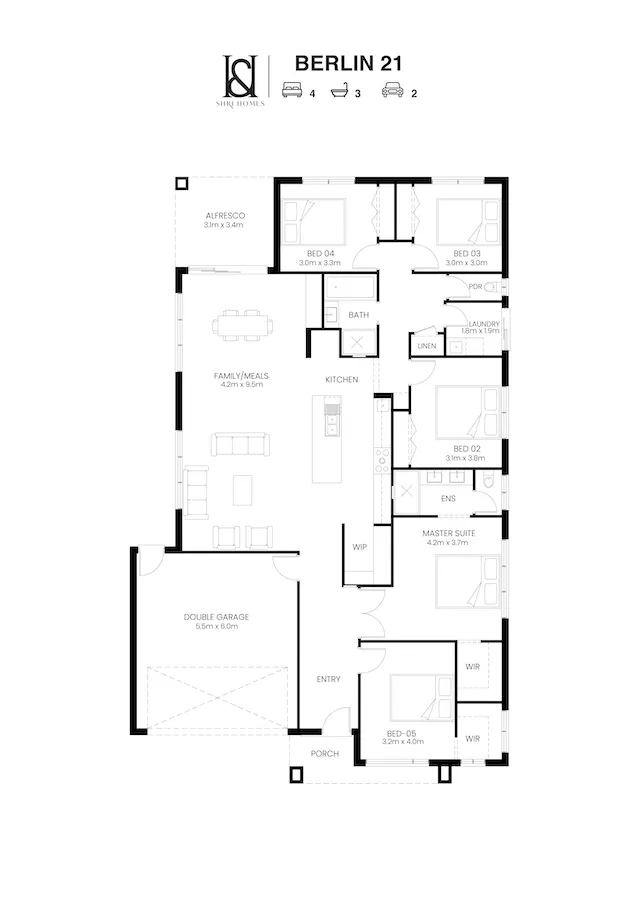 BERLIN 21
SHRI HOMES
4
3
2
ALFRESCO
3.1m x 3.4m
BED 04
3.0m x 3.3m
BED 03
3.0m x 3.0m
PDR
BATH
LAUNDRY
1.8m x 1.9m
LINEN
FAMILY/MEALS
4.2m x 9.5m
KITCHEN
BED 02
3.1m x 3.8m
ENS
MASTER SUITE
4.2m x 3.7m
WIP
DOUBLE GARAGE
5.5m x 6.0m
WIR
ENTRY
BED-05
3.2m x 4.0m
WIR
PORCH